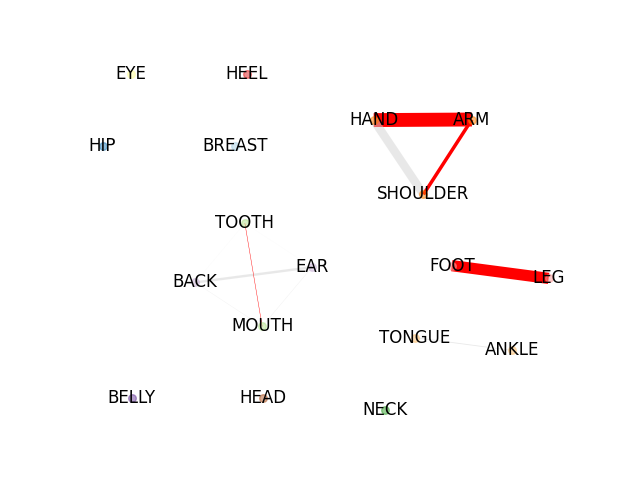 EYE
HEEL
HAND
ARM
HIP
BREAST
SHOULDER
TOOTH
EAR
FOOT
BACK
LEG
MOUTH
TONGUE
ANKLE
BELLY
HEAD
NECK